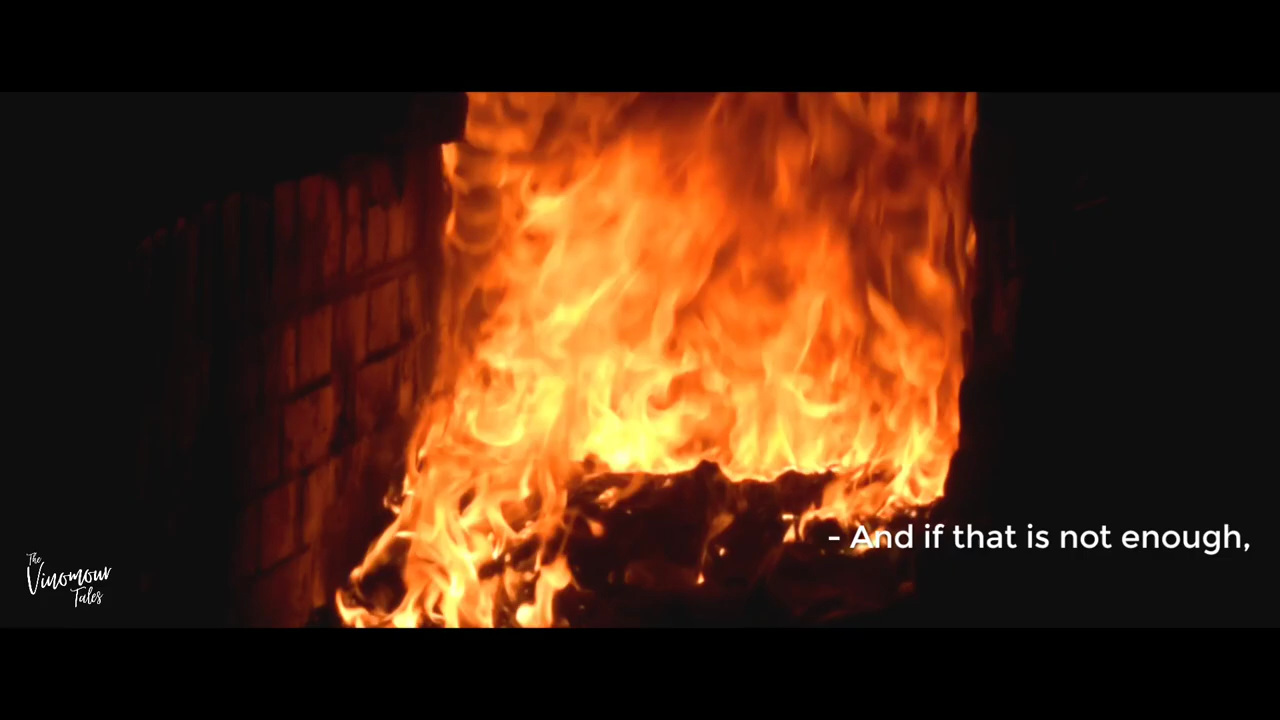 - And if that is not enough,
The
Vinomour
Tales